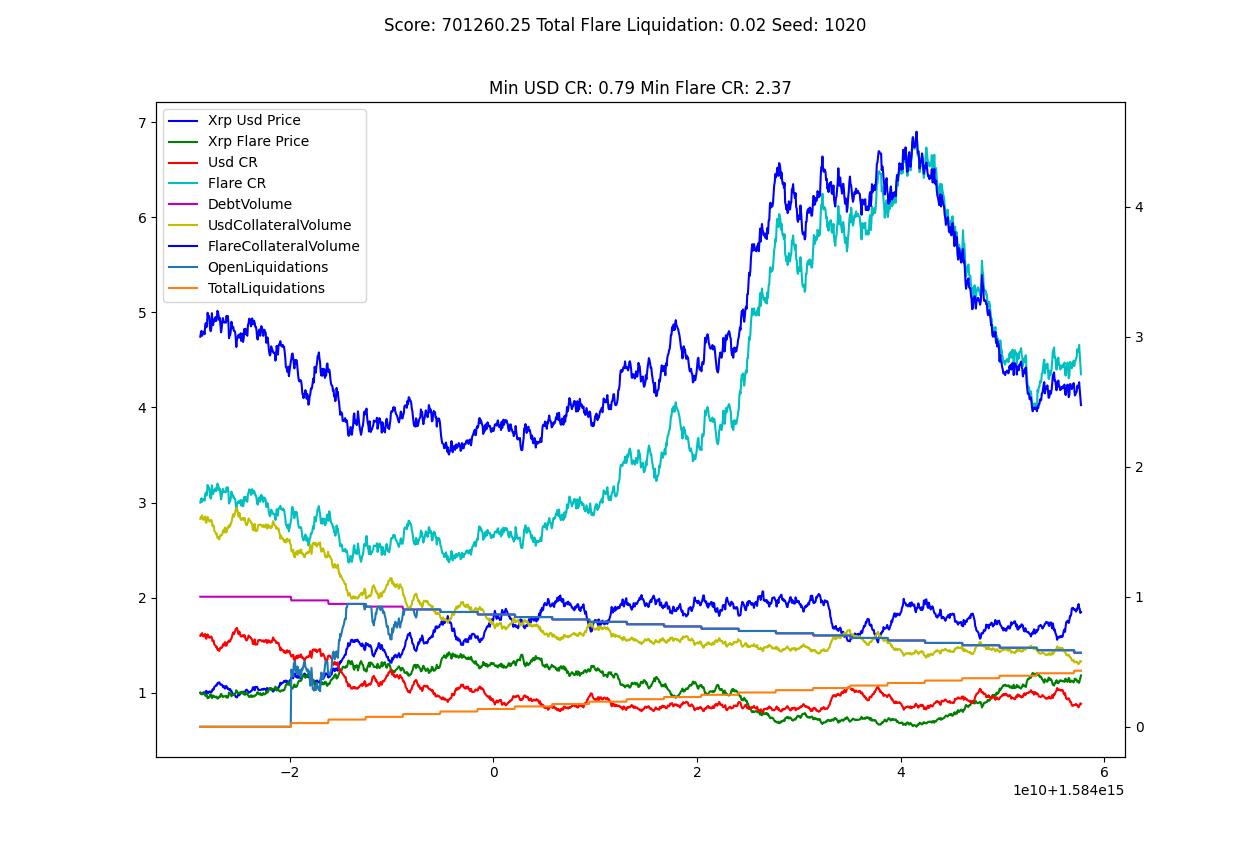 Score: 701260.25 Total Flare Liquidation: 0.02 Seed: 1020
Min USD CR: 0.79 Min Flare CR: 2.37
Xrp Usd Price
Xrp Flare Price
Usd CR
Flare CR
DebtVolume
UsdCollateralVolume
FlareCollateralVolume
OpenLiquidations
TotalLiquidations
7
6
5
4
3
2
1
4
3
2
1
0
−2
0
2
4
6
1e10+1.584e15